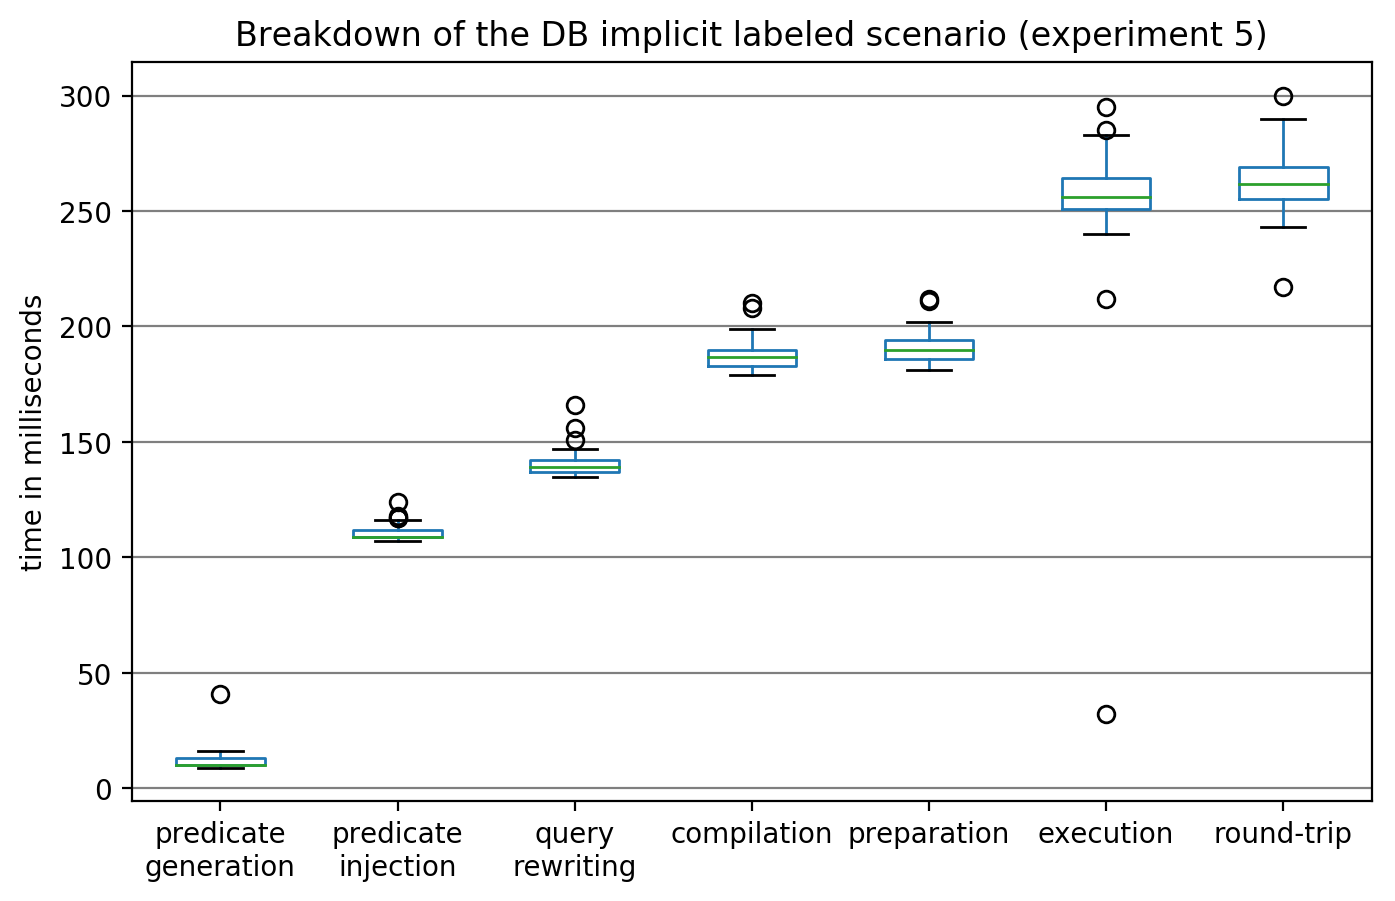 Breakdown of the DB implicit labeled scenario (experiment 5)
time in milliseconds
300
250
200
150
100
50
0
predicate generation
predicate injection
query rewriting
compilation
preparation
execution
round-trip